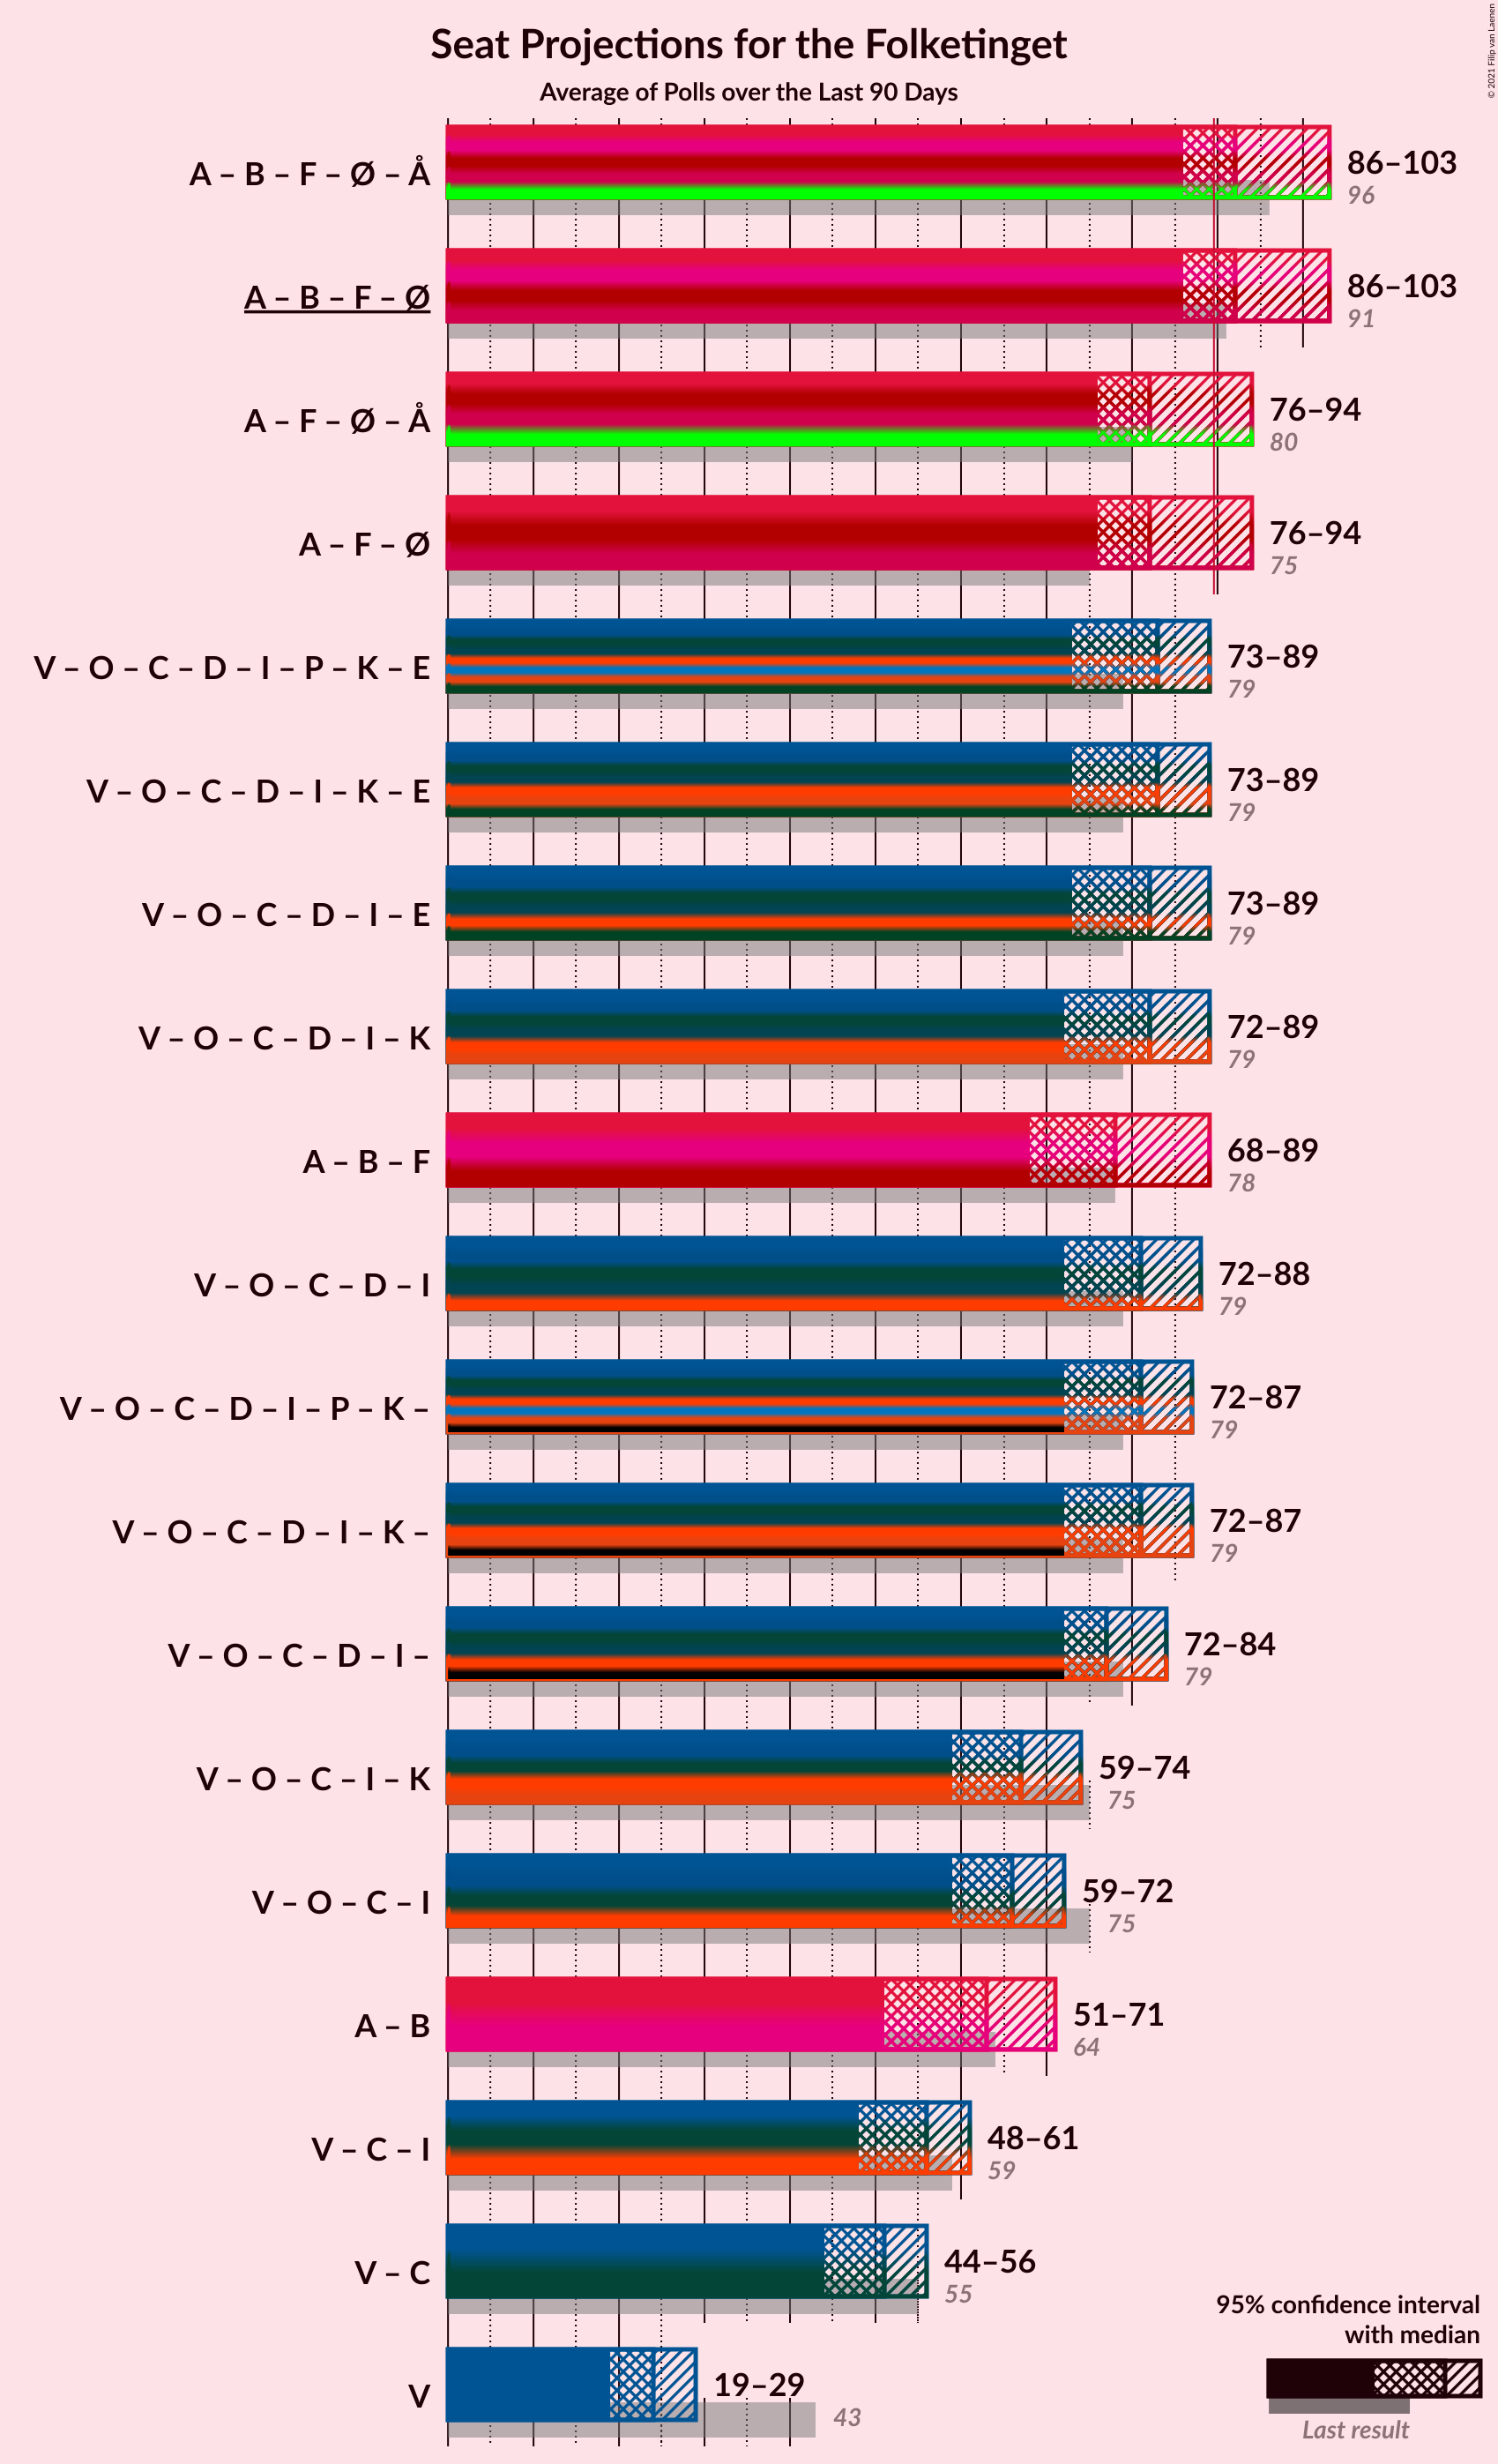 Seat Projections for the Folketinget
Average of Polls over the Last 90 Days
© 2021 Filip van Laenen
A – B – F – Ø – Å
86–103
96
A – B – F – Ø
86–103
91
A – F – Ø – Å
76–94
80
A – F – Ø
76–94
75
V – O – C – D – I – P – K – E
73–89
79
V – O – C – D – I – K – E
73–89
79
V – O – C – D – I – E
73–89
79
V – O – C – D – I – K
72–89
79
A – B – F
68–89
78
V – O – C – D – I
72–88
79
V – O – C – D – I – P – K –
72–87
79
V – O – C – D – I – K –
72–87
79
V – O – C – D – I –
72–84
79
V – O – C – I – K
59–74
75
V – O – C – I
59–72
75
A – B
51–71
64
V – C – I
48–61
59
V – C
44–56
55
V
19–29
43
95% confidence interval
with median
Last result